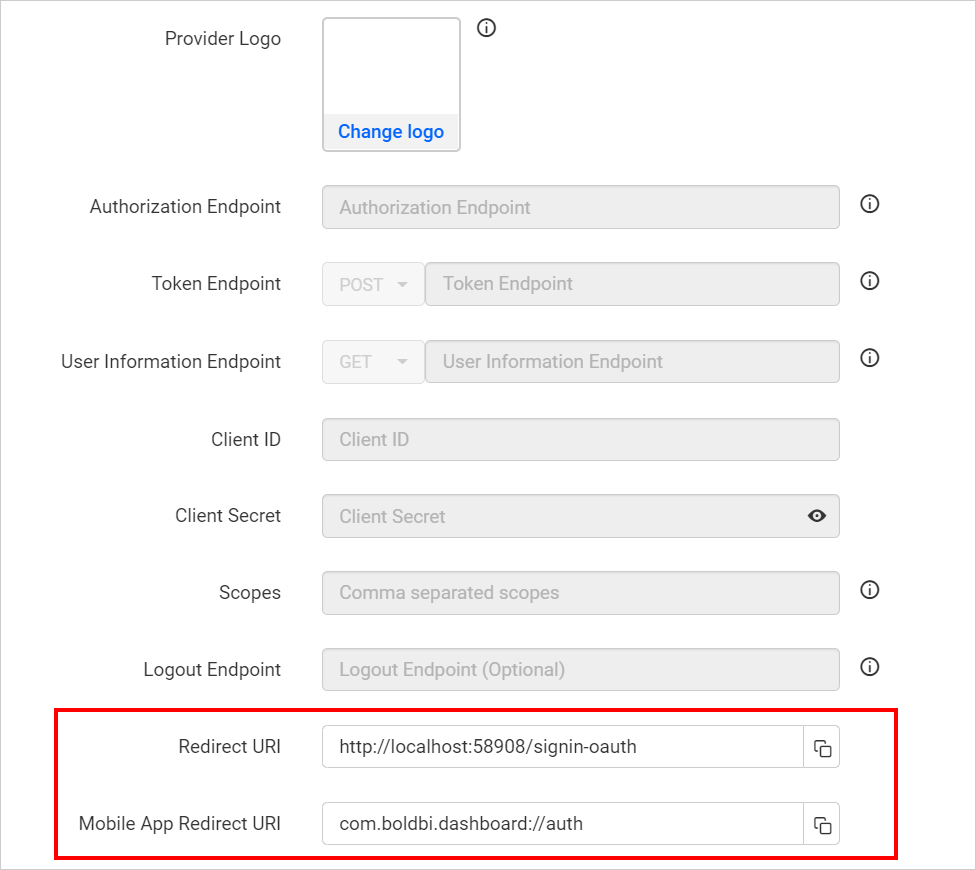 Provider Logo
Change logo
Authorization Endpoint Authorization Endpoint
Token Endpoint POST Token Endpoint
User Information Endpoint GET User Information Endpoint
Client ID Client ID
Client Secret Client Secret
Scopes Comma separated scopes
Logout Endpoint Logout Endpoint (Optional)
Redirect URI http://localhost:58908/signin-oauth
Mobile App Redirect URI com.boldbi.dashboard://auth